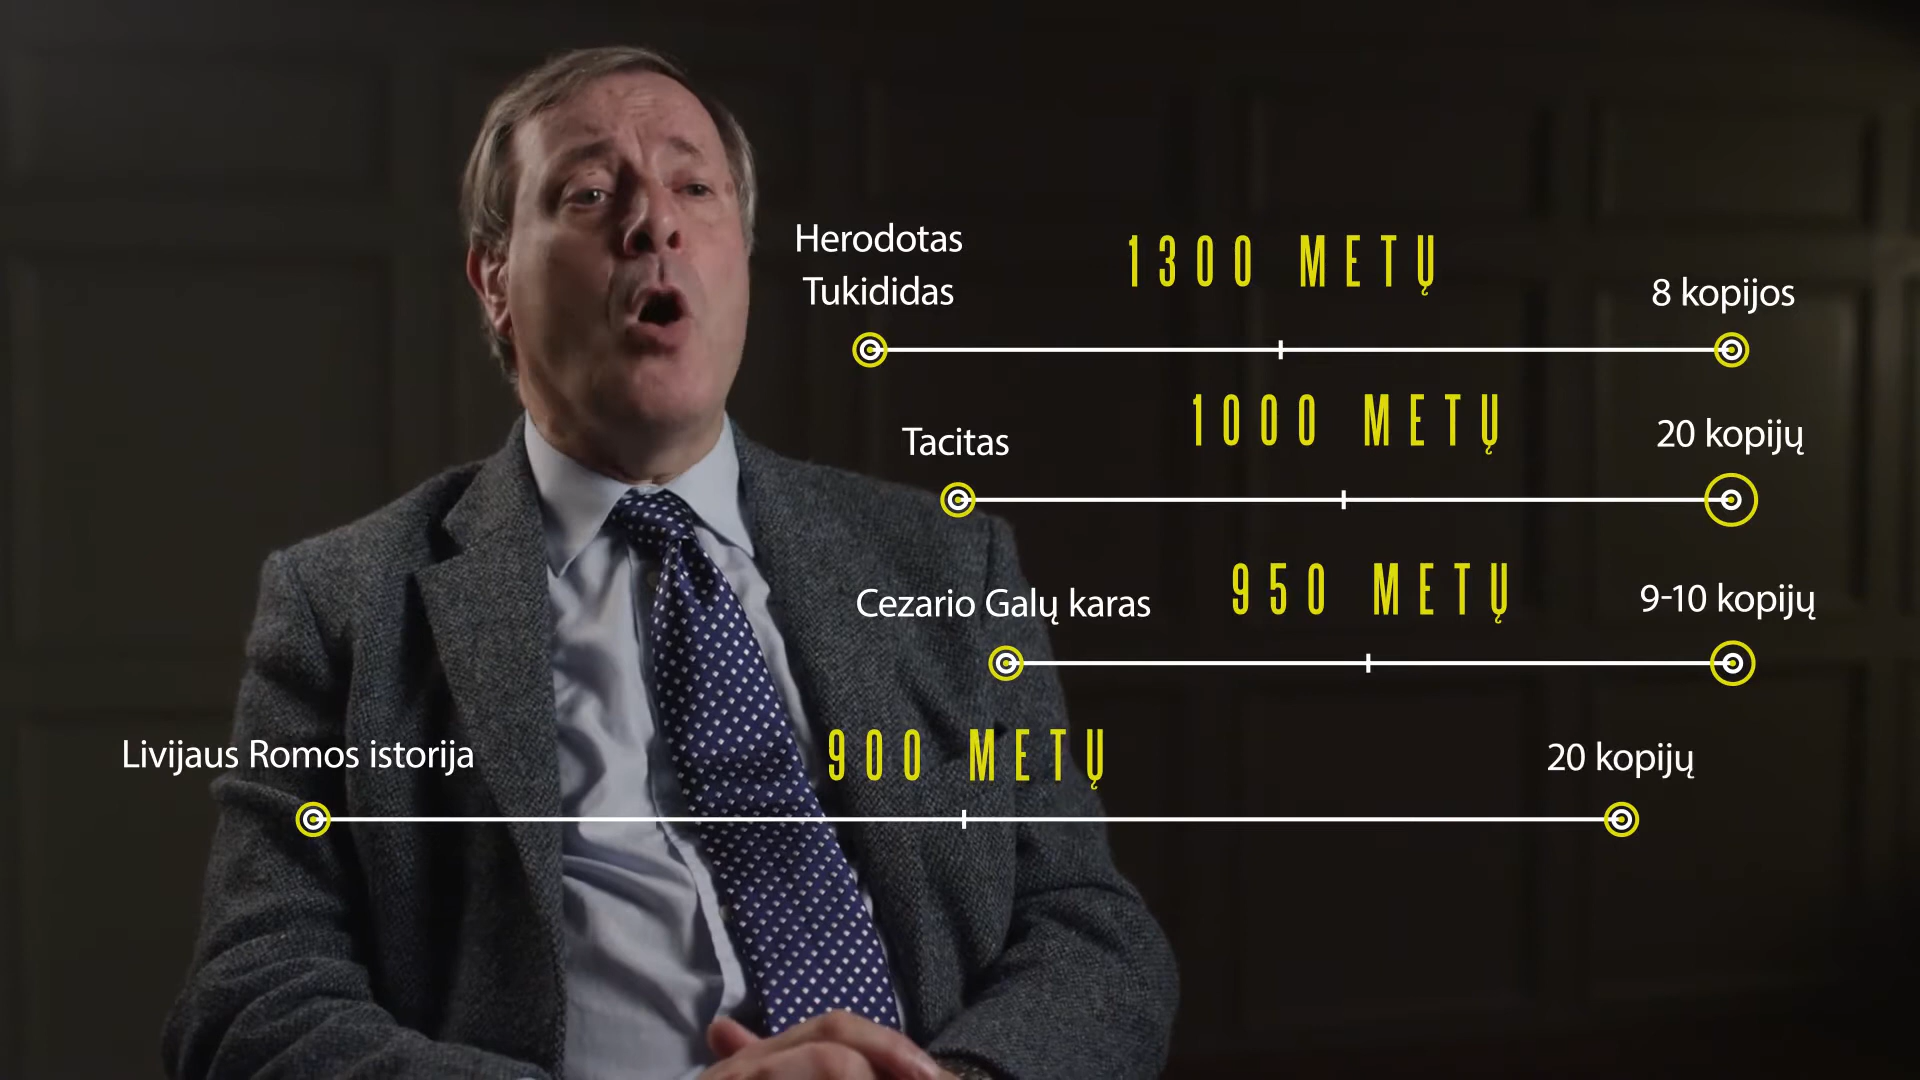 Herodotas
Tukididas
1300 METŲ
8 kopijos
Tacitas
1000 METŲ
20 kopijų
Cezario Galų karas
950 METŲ
9-10 kopijų
Livijaus Romos istorija
900 METŲ
20 kopijų